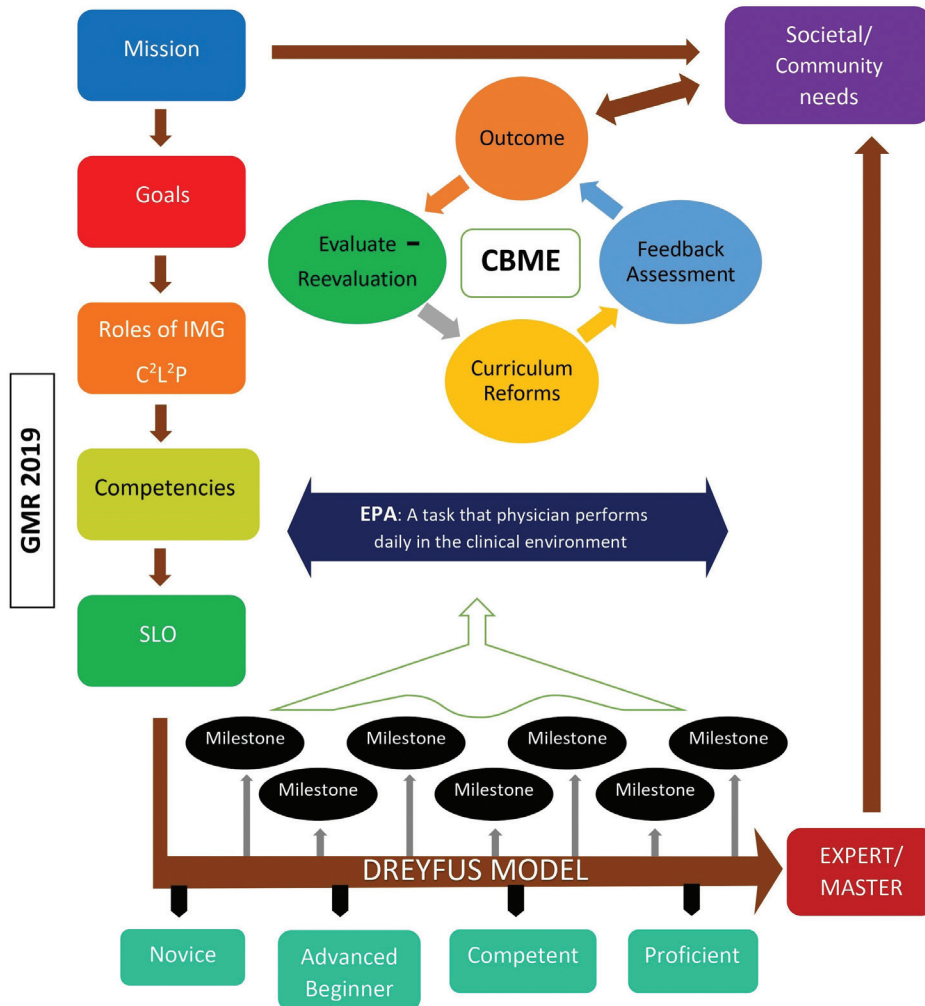 Mission
Societal/
Community
needs
Outcome
Goals
Evaluate -
Reevaluation
CBME
Feedback
Assessment
Roles of IMG
C²L²P
Curriculum
Reforms
GMR 2019
Competencies
EPA: A task that physician performs
daily in the clinical environment
SLO
Milestone
Milestone
Milestone
Milestone
Milestone
Milestone
Milestone
DREYFUS MODEL
EXPERT/
MASTER
Novice
Advanced
Beginner
Competent
Proficient